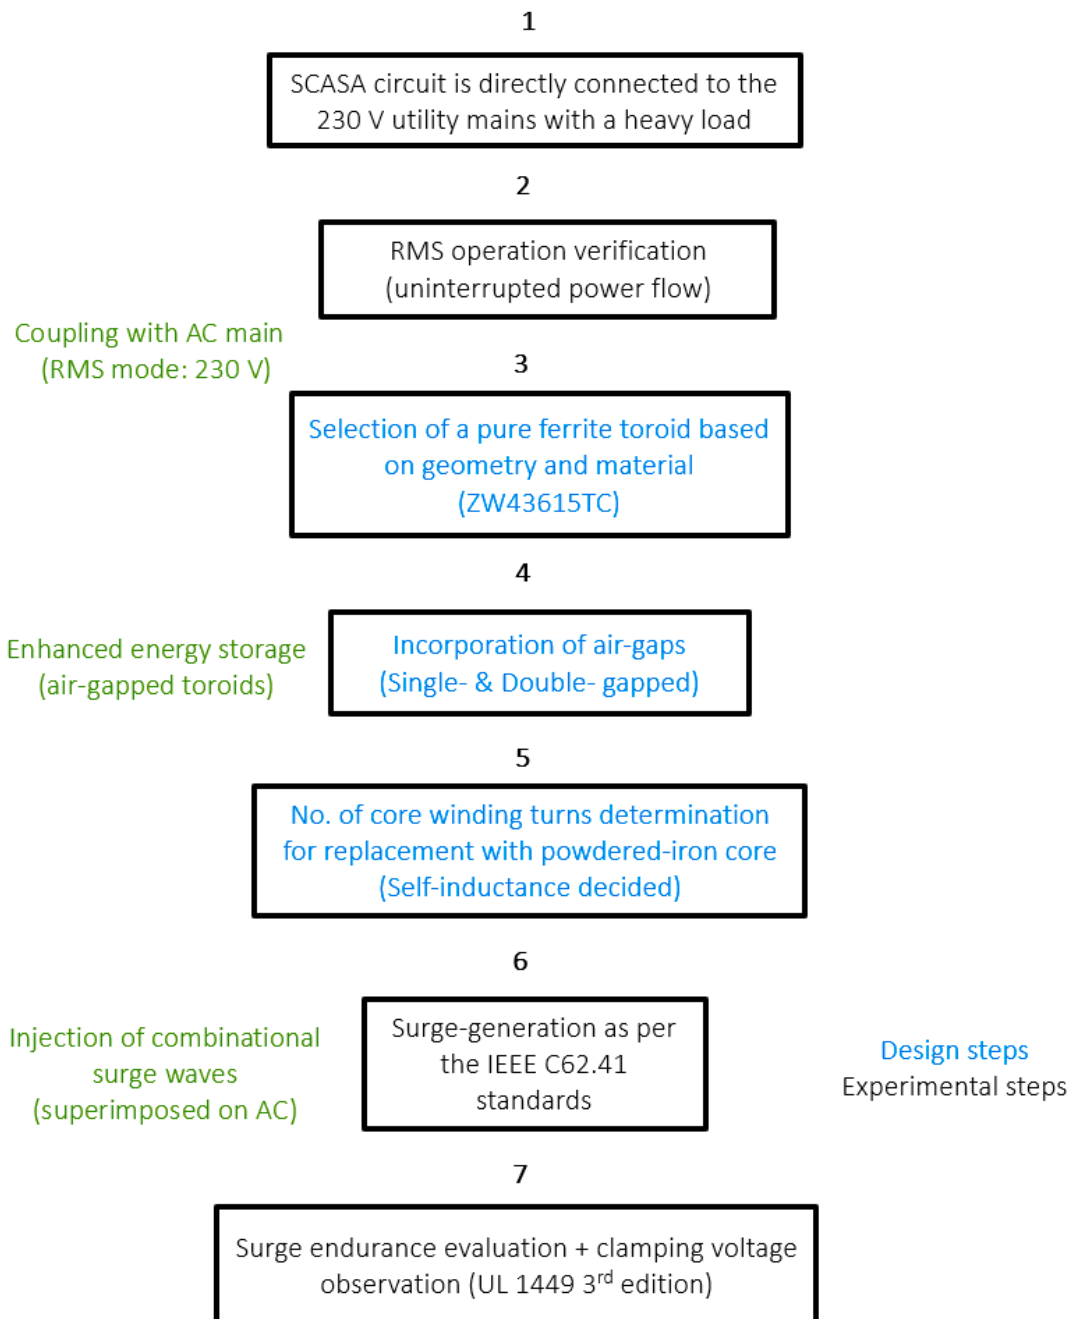 1
SCASA circuit is directly connected to the
230 V utility mains with a heavy load
2
RMS operation verification
(uninterrupted power flow)
Coupling with AC main
(RMS mode: 230 V)
3
Selection of a pure ferrite toroid based
on geometry and material
(ZW43615TC)
4
Enhanced energy storage
(air-gapped toroids)
Incorporation of air-gaps
(Single- & Double- gapped)
5
No. of core winding turns determination
for replacement with powdered-iron core
(Self-inductance decided)
6
Injection of combinational
surge waves
(superimposed on AC)
Surge-generation as per
the IEEE C62.41
standards
Design steps
Experimental steps
7
Surge endurance evaluation + clamping voltage
observation (UL 1449 3rd edition)